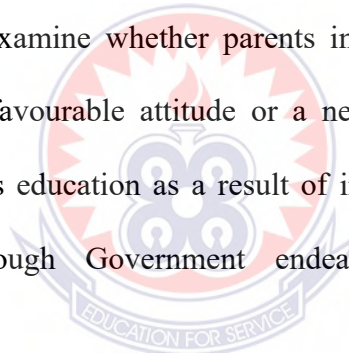 xamine whether parents in
favourable attitude or a ne
s education as a result of i
ough Government endea
EDUCATION FOR SERVICE